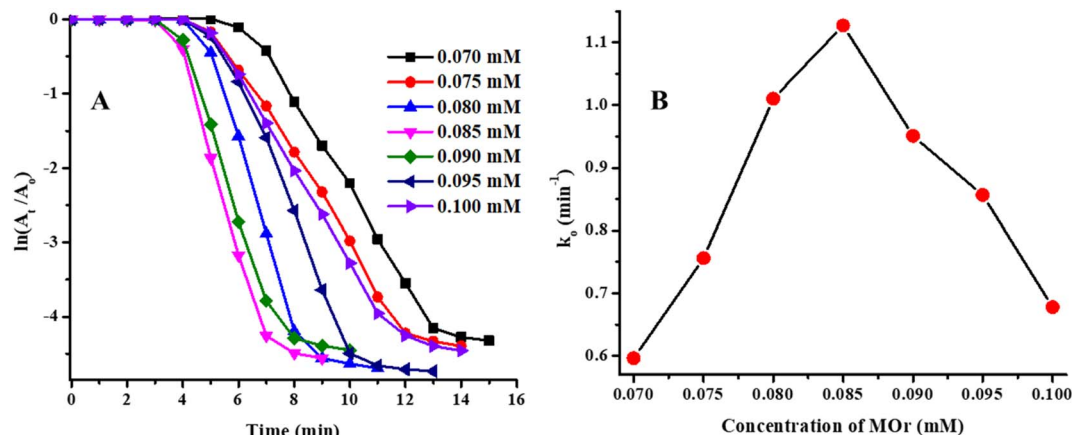 A
ln(At /Ao)
0
-1
-2
-3
-4
0 2 4 6 8 10 12 14 16
Time (min)
0.070 mM
0.075 mM
0.080 mM
0.085 mM
0.090 mM
0.095 mM
0.100 mM
B
ko (min-1)
1.1
1.0
0.9
0.8
0.7
0.6
0.070 0.075 0.080 0.085 0.090 0.095 0.100
Concentration of MOr (mM)